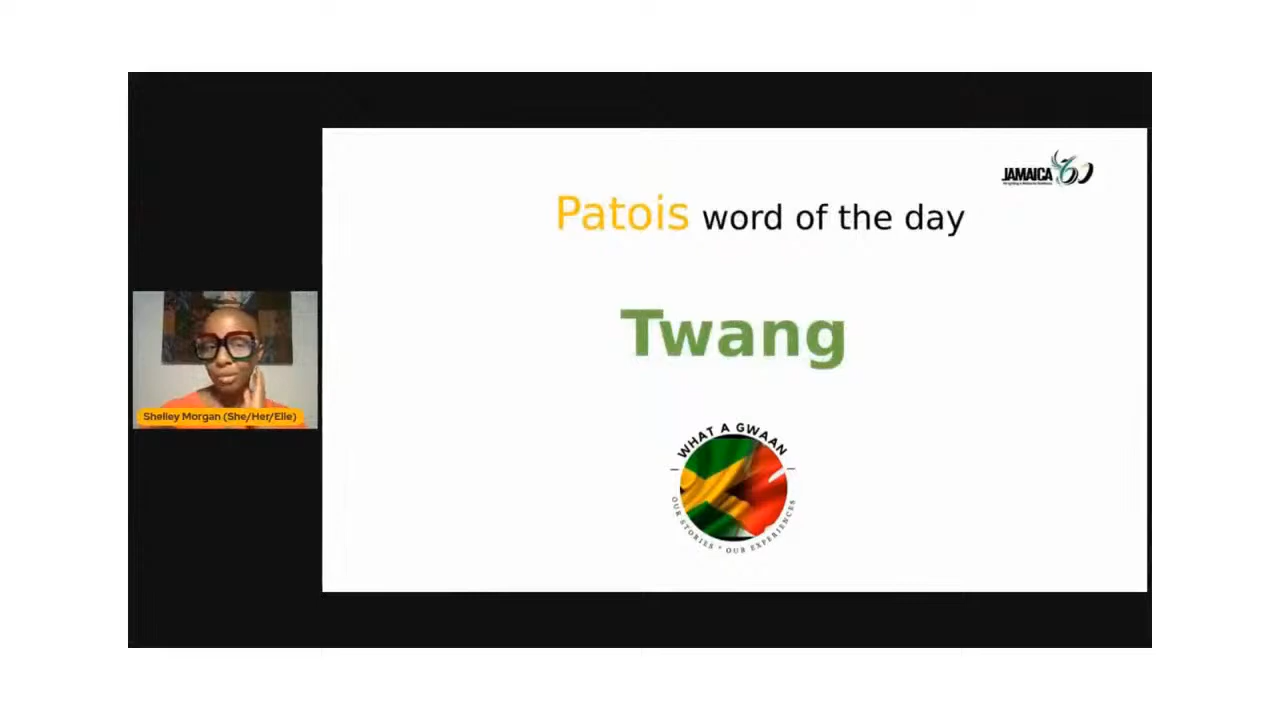 JAMAICA 60
Patois word of the day
Twang
Shelley Morgan (She/Her/Elle)
WHAT A GWAAN
OUR STORIES * OUR EXPERIENCES